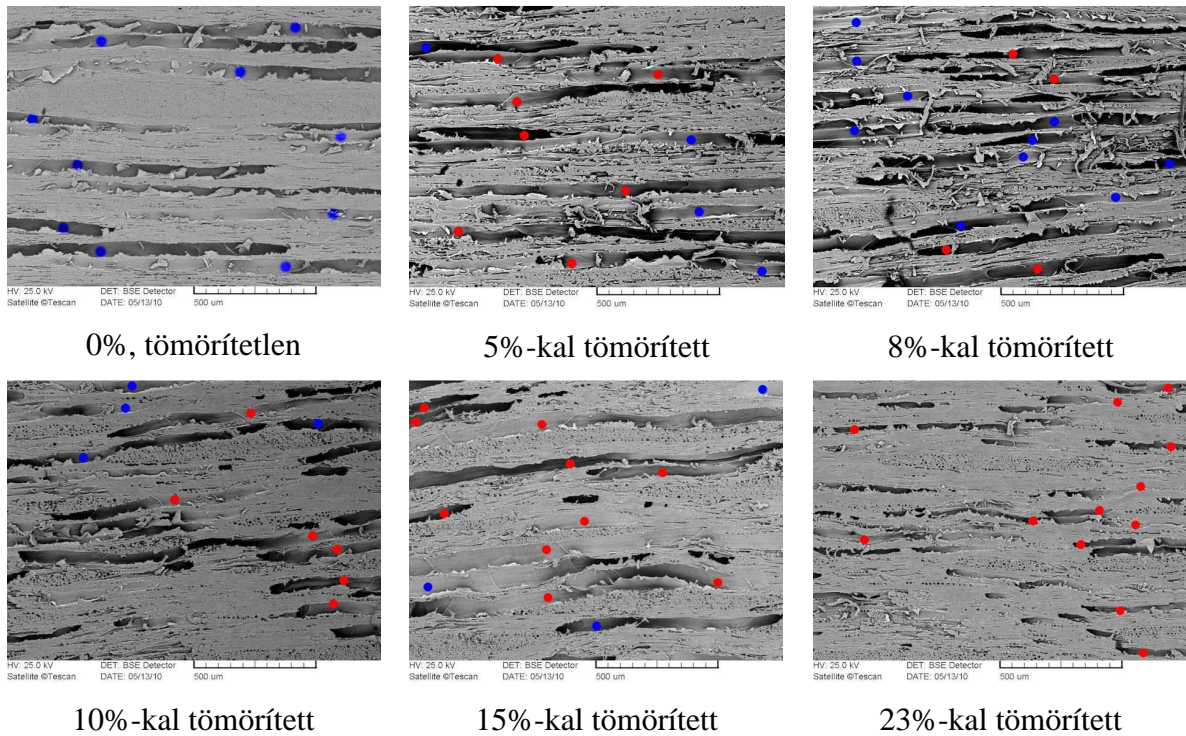 HV: 25.0 kV DET: BSE Detector
Satellite ©Tescan DATE: 05/13/10 500 um
HV: 25.0 kV DET: BSE Detector
Satellite ©Tescan DATE: 05/13/10 500 um
HV: 25.0 kV DET: BSE Detector
Satellite ©Tescan DATE: 05/13/10 500 um
0%, tömörítetlen
5%-kal tömörített
8%-kal tömörített
HV: 25.0 kV DET: BSE Detector
Satellite ©Tescan DATE: 05/13/10 500 um
HV: 25.0 kV DET: BSE Detector
Satellite ©Tescan DATE: 05/13/10 500 um
HV: 25.0 kV DET: BSE Detector
Satellite ©Tescan DATE: 05/13/10 500 um
10%-kal tömörített
15%-kal tömörített
23%-kal tömörített